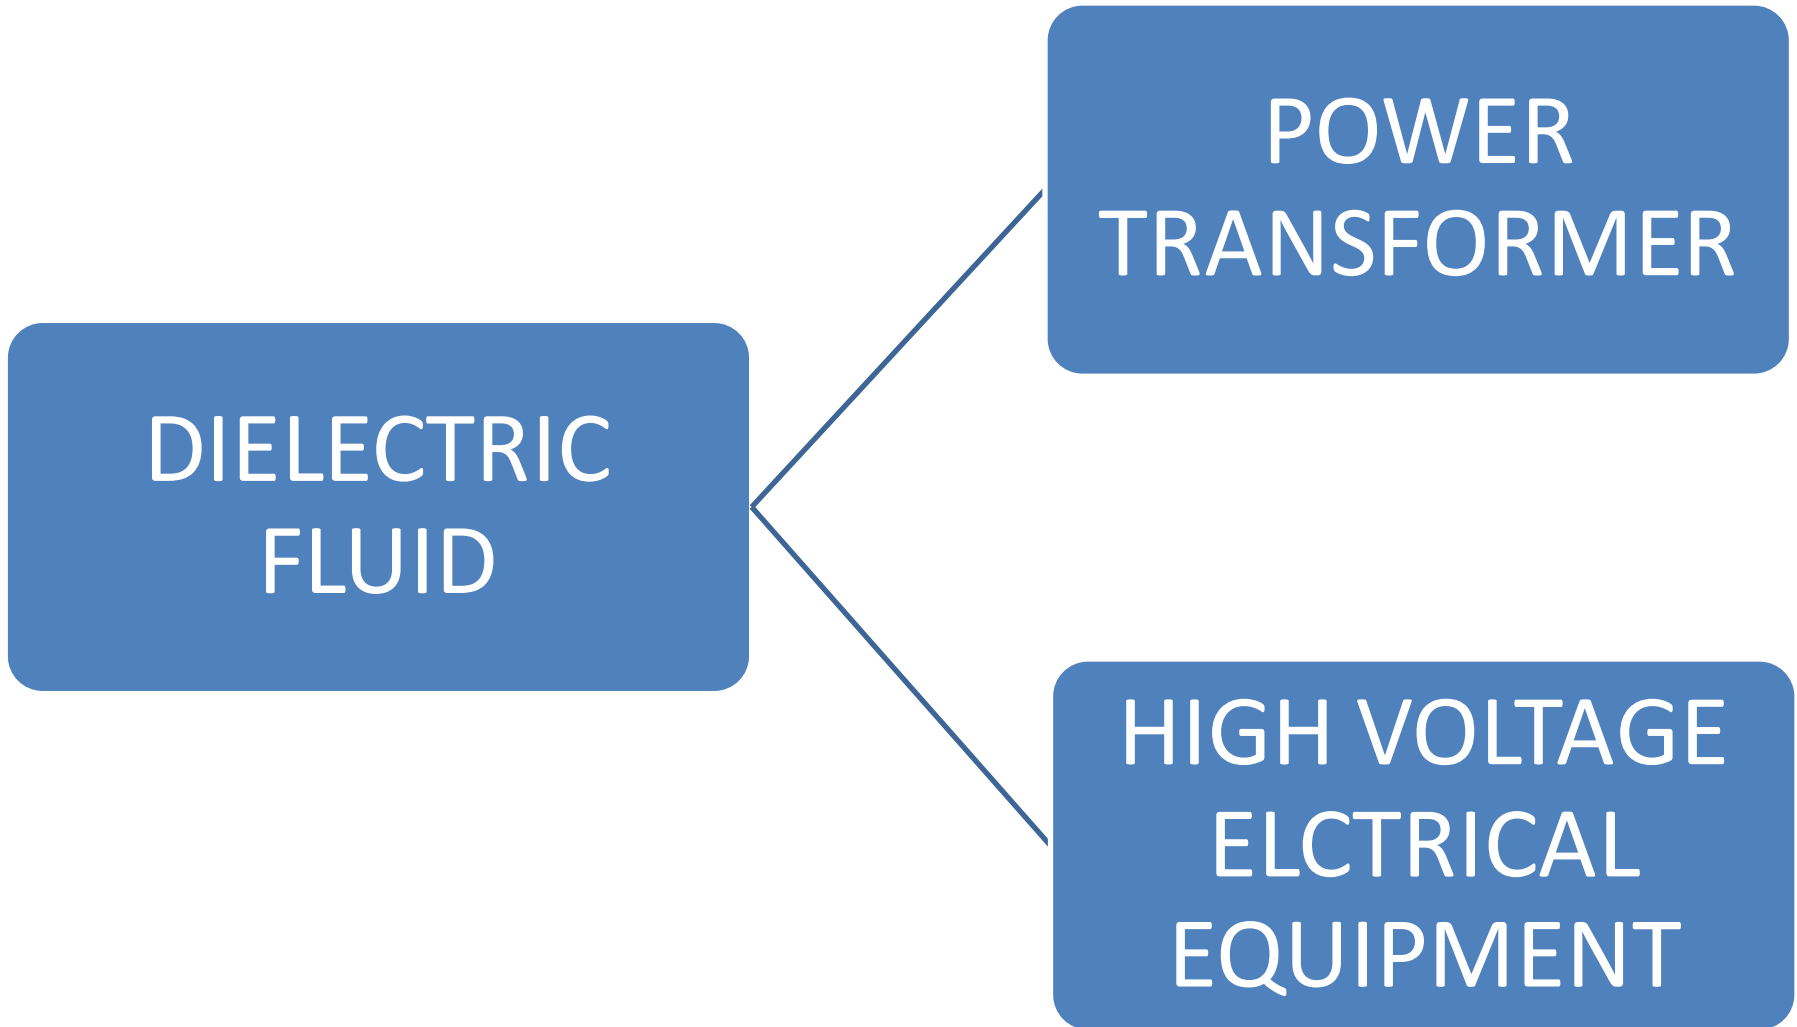 DIELECTRIC
FLUID
POWER
TRANSFORMER
HIGH VOLTAGE
ELCTRICAL
EQUIPMENT